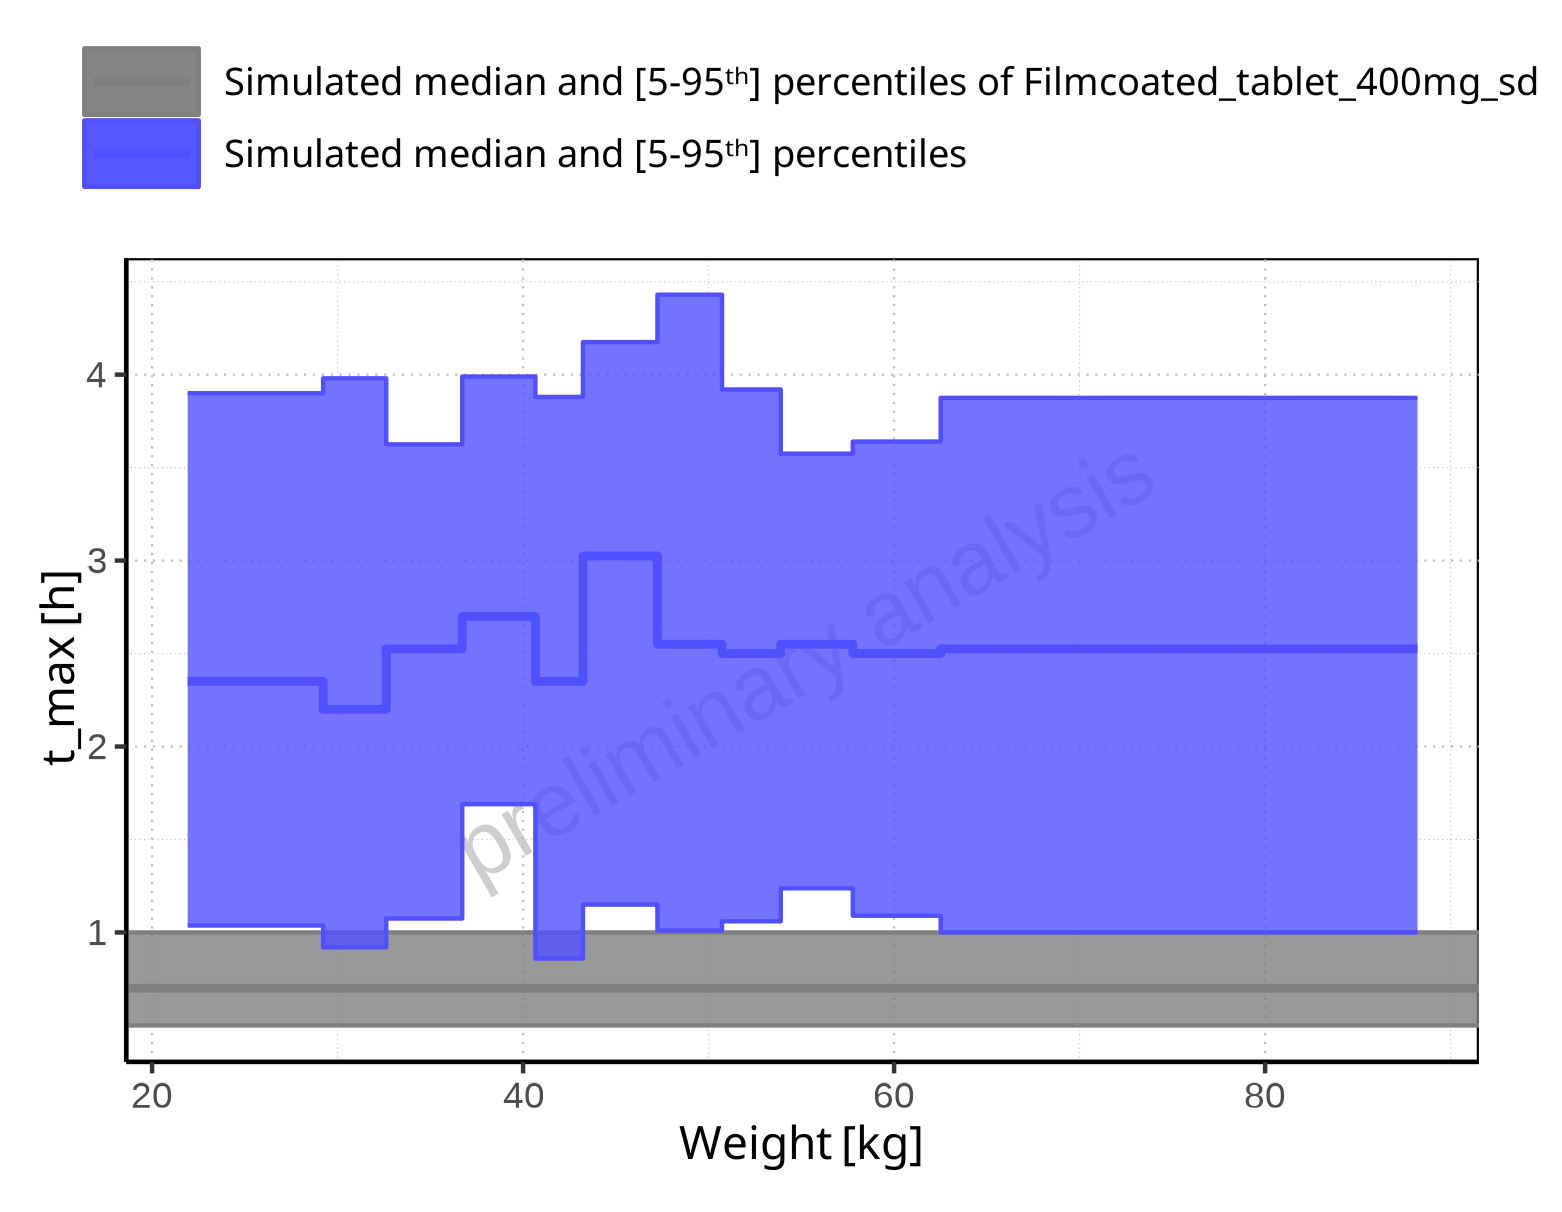 Simulated median and [5-95ᵗʰ] percentiles of Filmcoated_tablet_400mg_sd
Simulated median and [5-95ᵗʰ] percentiles
4
3
2
1
t_max [h]
preliminary analysis
20 40 60 80
Weight [kg]